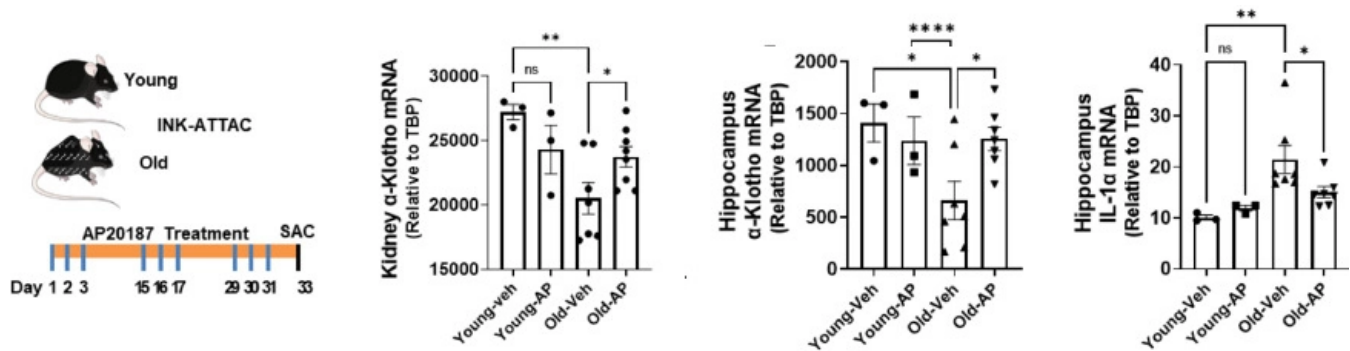 Young
INK-ATTAC
Old
AP20187 Treatment SAC
Day 1 2 3 15 16 17 29 30 31 33
Kidney α-Klotho mRNA
(Relative to TBP)
30000
25000
20000
15000
**
ns
*
Young-veh
Young-AP
Old-Veh
Old-AP
Hippocampus
α-Klotho mRNA
(Relative to TBP)
2000
1500
1000
500
0
****
*
*
Young-Veh
Young-AP
Old-Veh
Old-AP
Hippocampus
IL-1α mRNA
(Relative to TBP)
40
30
20
10
0
**
ns
*
Young-Veh
Young-AP
Old-Veh
Old-AP